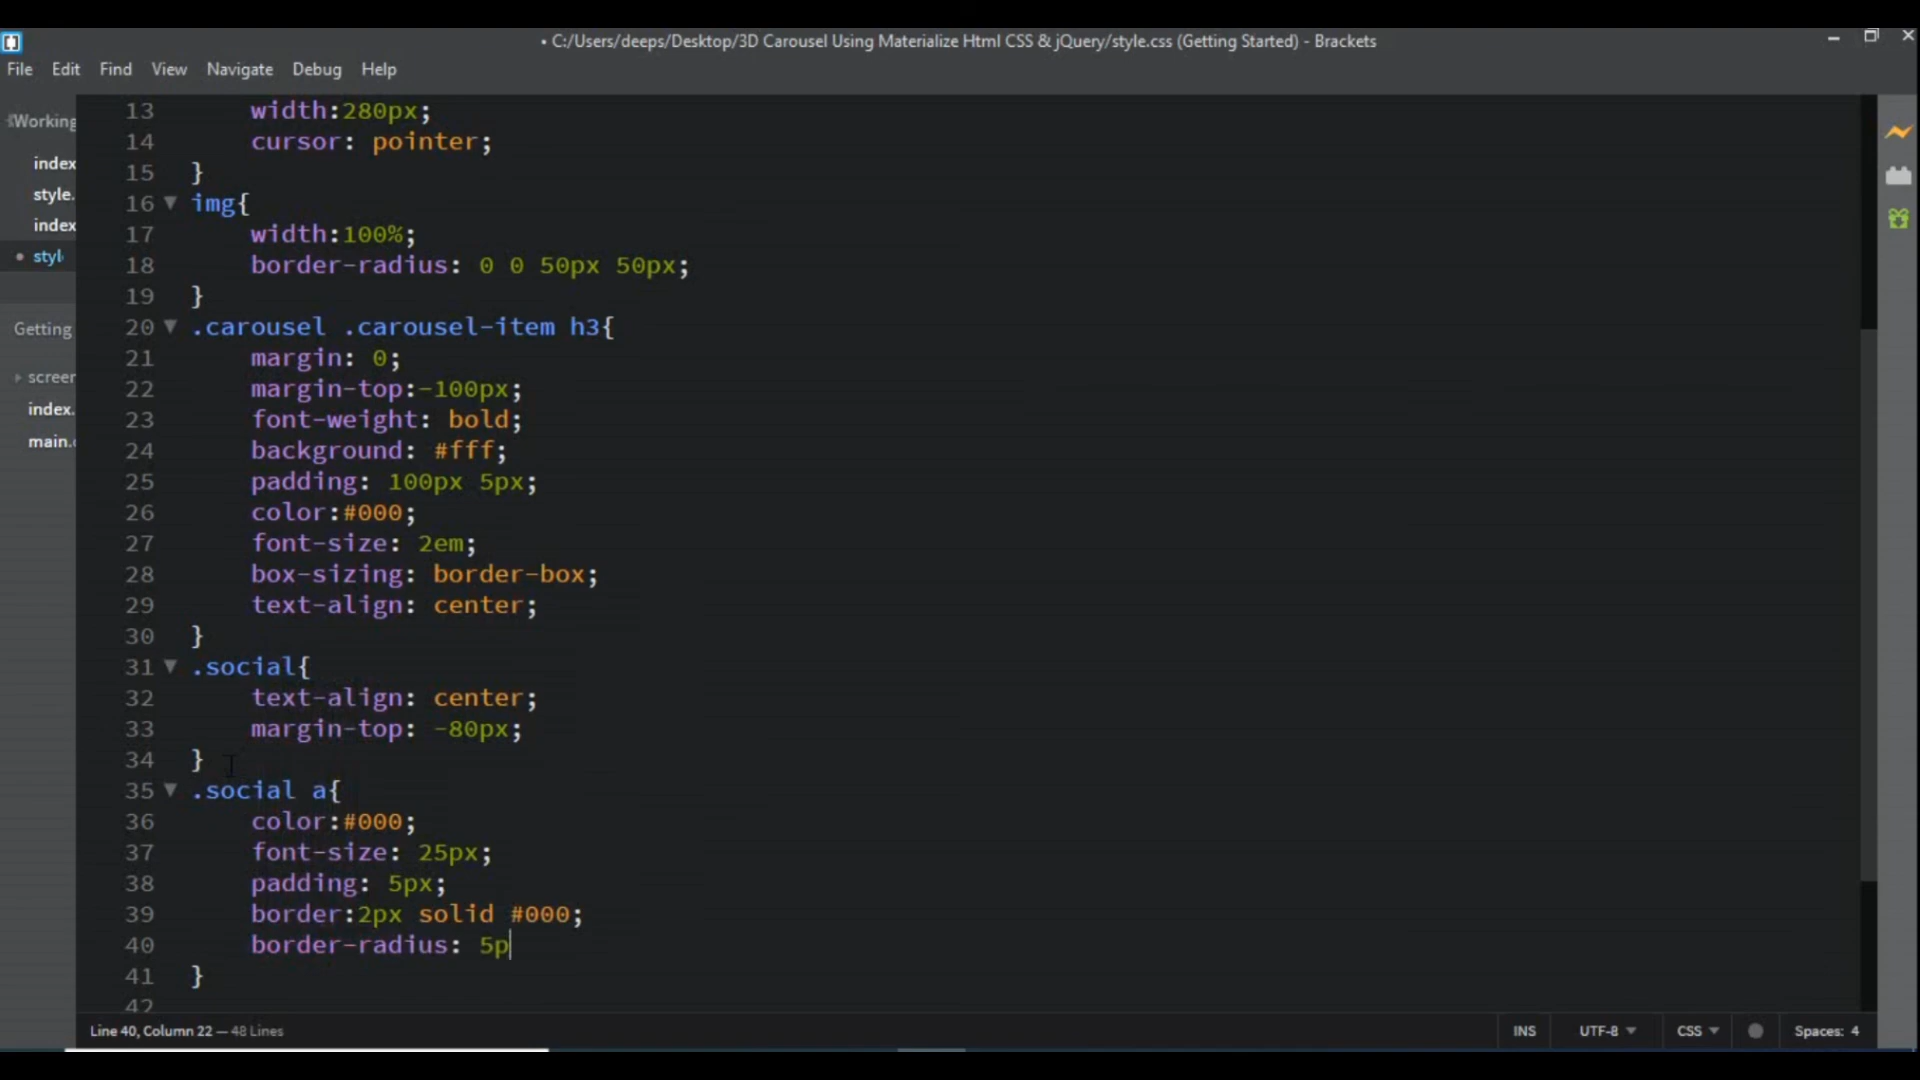 • C:/Users/deeps/Desktop/3D Carousel Using Materialize Html CSS & jQuery/style.css (Getting Started) - Brackets
File Edit Find View Navigate Debug Help
Working
index
style.
index
• styl
Getting
screen
index.
main.
13 width:280px;
14 cursor: pointer;
15 }
16 img{
17 width:100%;
18 border-radius: 0 0 50px 50px;
19 }
20 .carousel .carousel-item h3{
21 margin: 0;
22 margin-top:-100px;
23 font-weight: bold;
24 background: #fff;
25 padding: 100px 5px;
26 color:#000;
27 font-size: 2em;
28 box-sizing: border-box;
29 text-align: center;
30 }
31 .social{
32 text-align: center;
33 margin-top: -80px;
34 }
35 .social a{
36 color:#000;
37 font-size: 25px;
38 padding: 5px;
39 border:2px solid #000;
40 border-radius: 5p
41 }
42
Line 40, Column 22 — 48 Lines
INS UTF-8 CSS Spaces: 4